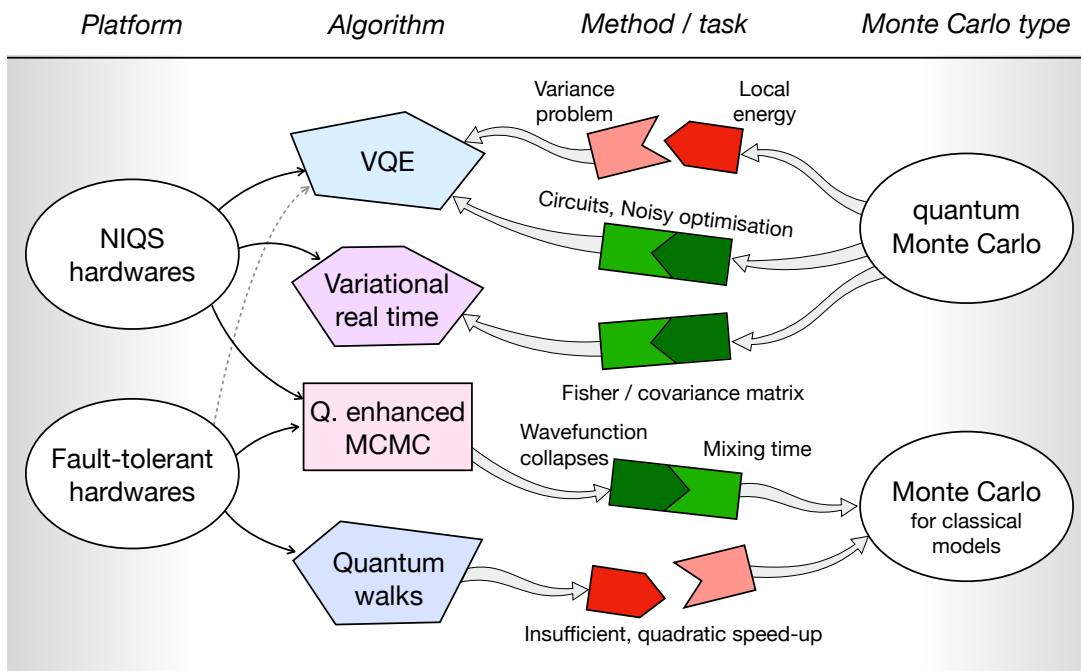 Platform
Algorithm
Method / task
Monte Carlo type
Variance
problem
Local
energy
VQE
Circuits, Noisy optimisation
NIQS
hardwares
quantum
Monte Carlo
Variational
real time
Fisher / covariance matrix
Q. enhanced
MCMC
Wavefunction
collapses
Mixing time
Fault-tolerant
hardwares
Monte Carlo
for classical
models
Quantum
walks
Insufficient, quadratic speed-up